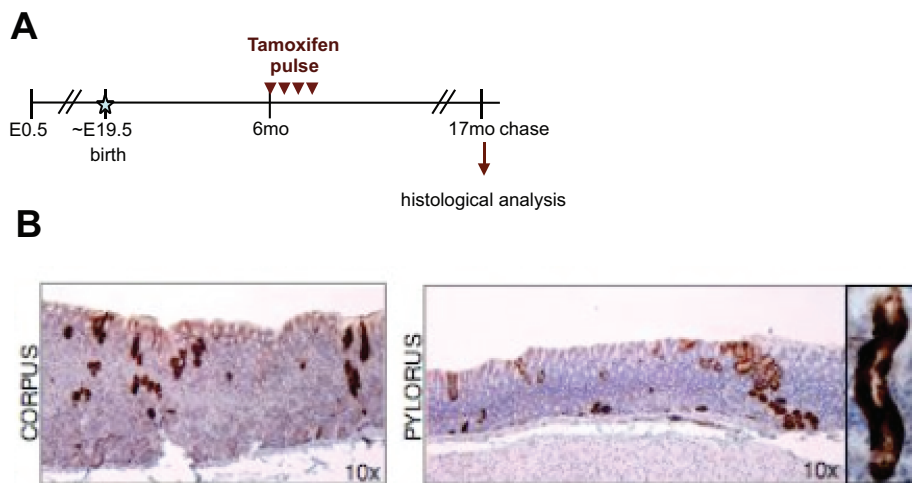 A
Tamoxifen
pulse
E0.5
~E19.5
birth
6mo
17mo chase
histological analysis
B
CORPUS
10x
PYLORUS
10x